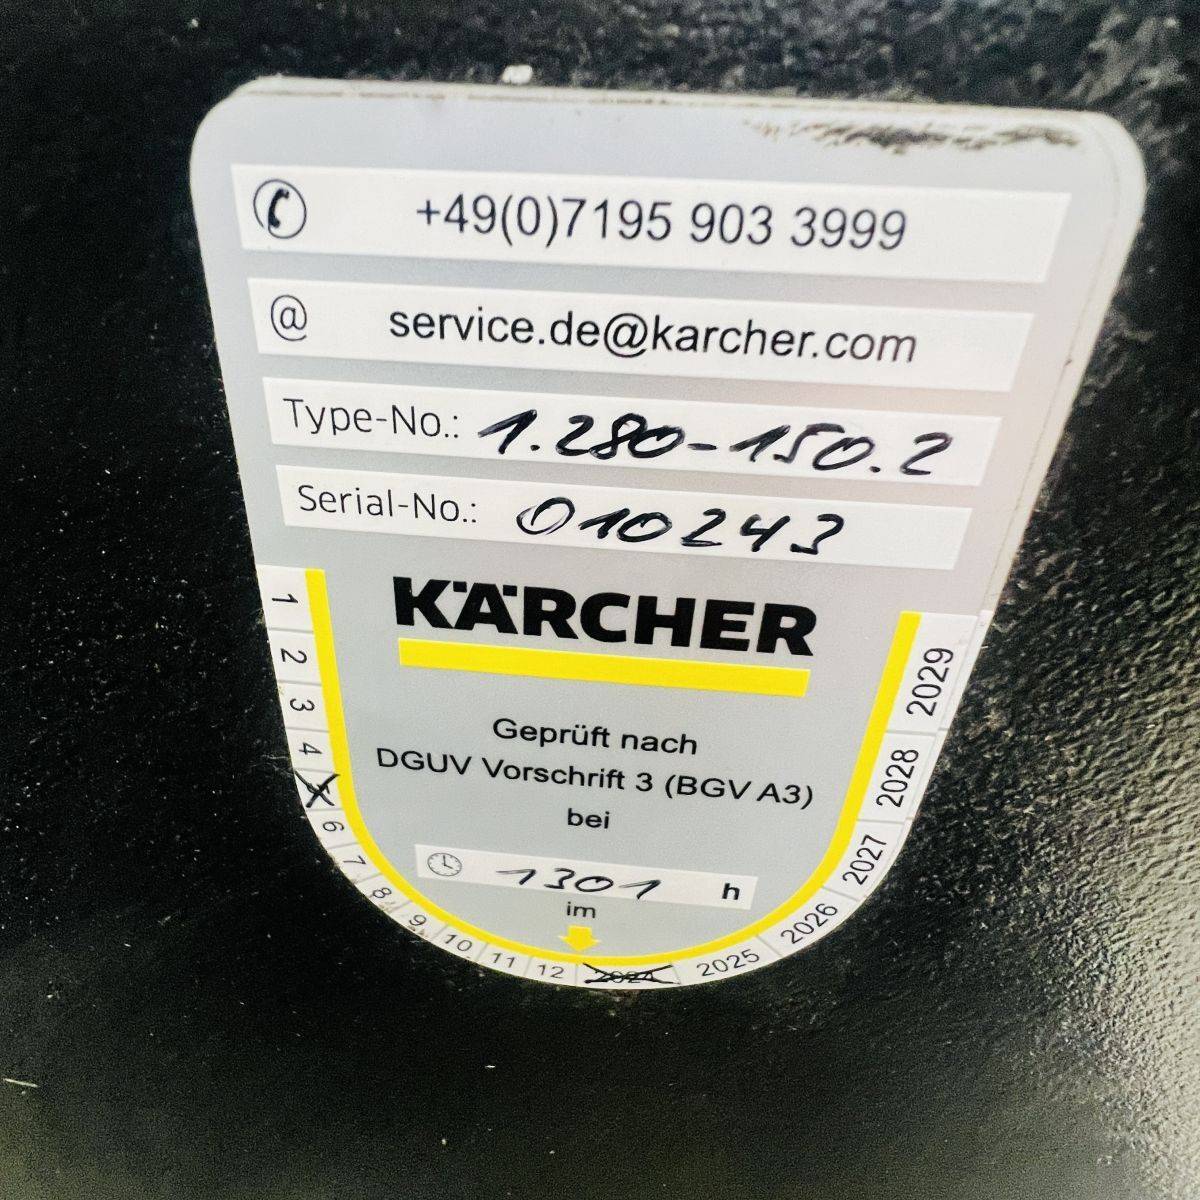 +49(0)7195 903 3999
@ service.de@karcher.com
Type-No.: 1.280-150.2
Serial-No.: 010243
KÄRCHER
Geprüft nach
DGUV Vorschrift 3 (BGV A3)
bei
1301 h
im
1 2 3 4 5 6 7 8 9 10 11 12 2024 2025 2026 2027 2028 2029